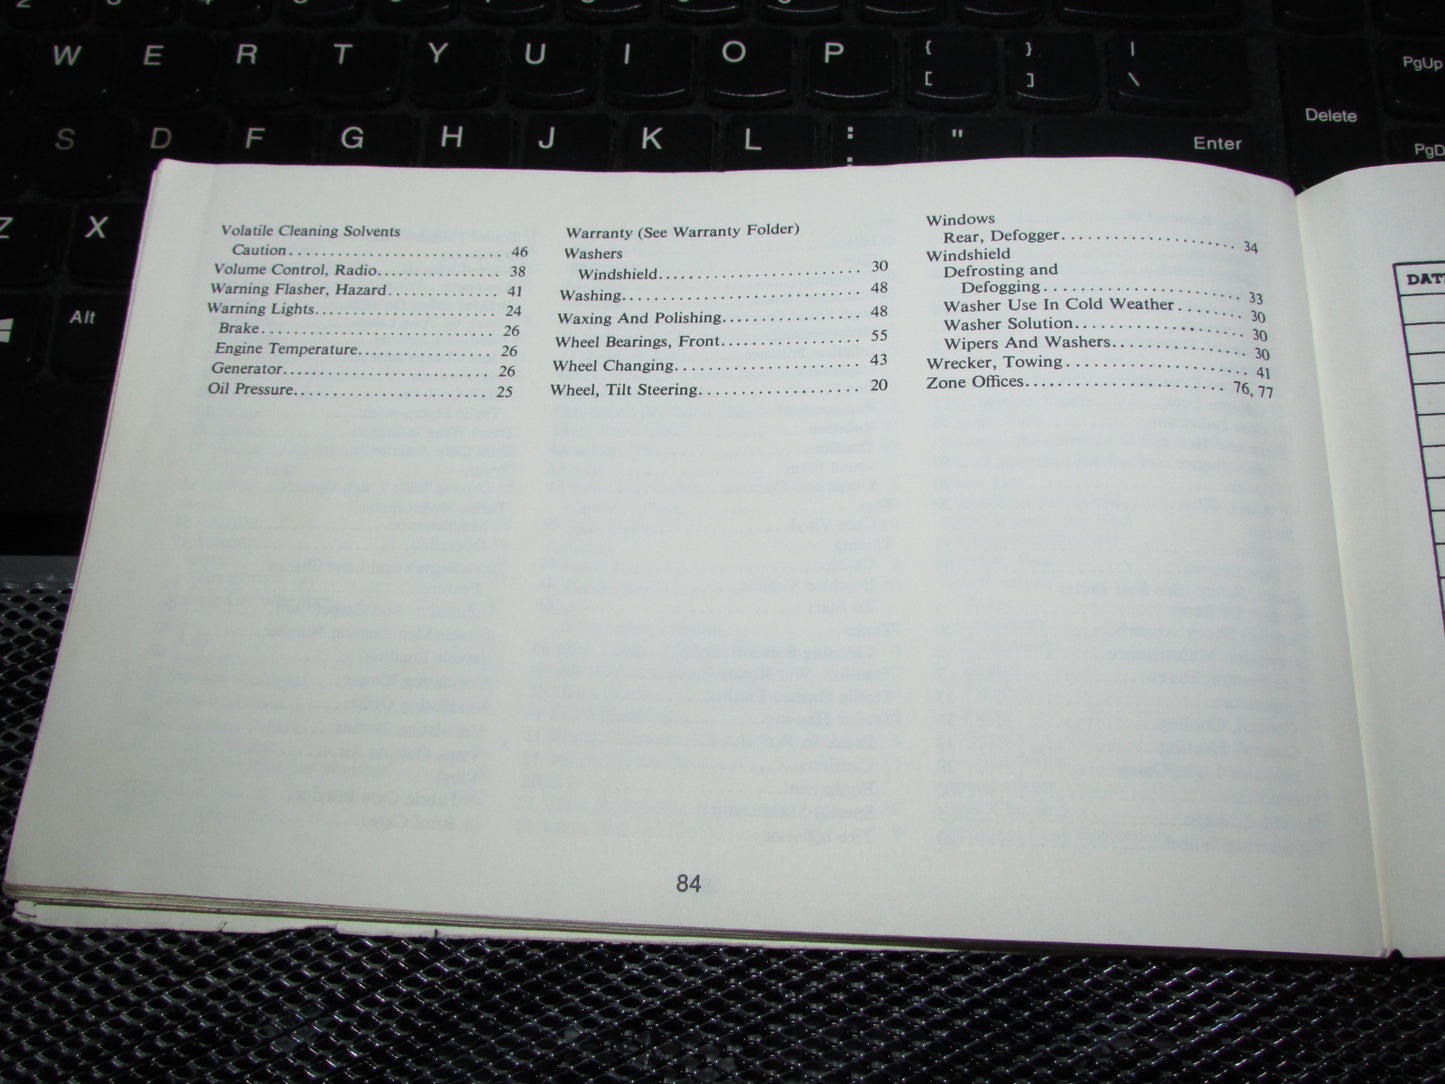 W E R T Y U I O P { [ } ] | \ PgUp
S D F G H J K L : " Enter Delete
Z X
Alt
Volatile Cleaning Solvents
Caution . . . . . . . . . . . . . . . . . . . . . . . . . 46
Volume Control, Radio. . . . . . . . . . . . . . 38
Warning Flasher, Hazard . . . . . . . . . . . . . 41
Warning Lights. . . . . . . . . . . . . . . . . . . . . 24
Brake. . . . . . . . . . . . . . . . . . . . . . . . . . . 26
Engine Temperature. . . . . . . . . . . . . . . 26
Generator. . . . . . . . . . . . . . . . . . . . . . . . 26
Oil Pressure. . . . . . . . . . . . . . . . . . . . . . 25
Warranty (See Warranty Folder)
Washers
Windshield. . . . . . . . . . . . . . . . . . . . . . . 30
Washing. . . . . . . . . . . . . . . . . . . . . . . . . . . 48
Waxing And Polishing. . . . . . . . . . . . . . . . 48
Wheel Bearings, Front. . . . . . . . . . . . . . . . 55
Wheel Changing. . . . . . . . . . . . . . . . . . . . . 43
Wheel, Tilt Steering. . . . . . . . . . . . . . . . . . 20
Windows
Rear, Defogger. . . . . . . . . . . . . . . . . . . . 34
Windshield
Defrosting and
Defogging . . . . . . . . . . . . . . . . . . . . . . 33
Washer Use In Cold Weather . . . . . . . . 30
Washer Solution. . . . . . . . . . . . . . . . . . . 30
Wipers And Washers. . . . . . . . . . . . . . . 30
Wrecker, Towing . . . . . . . . . . . . . . . . . . . . 41
Zone Offices. . . . . . . . . . . . . . . . . . . . . . 76, 77
84